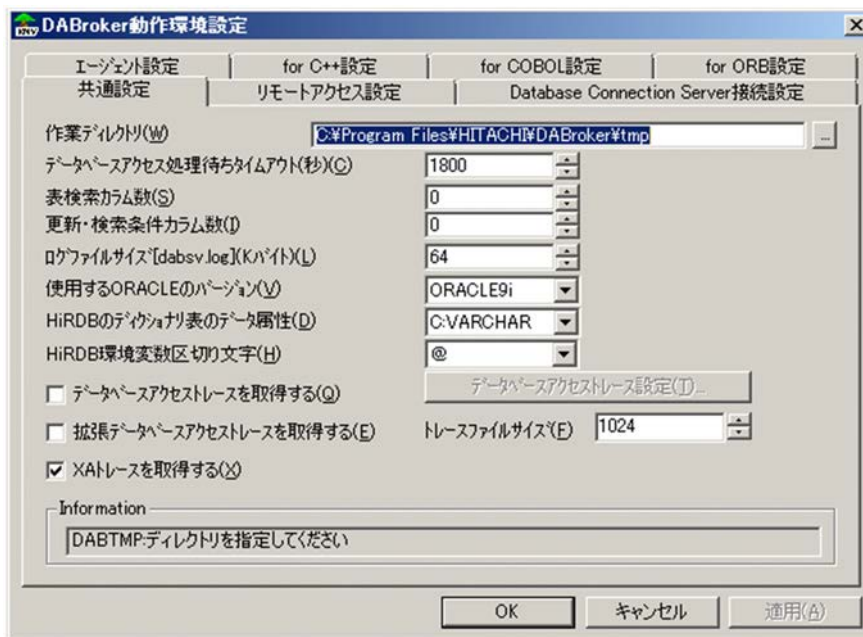 DABroker動作環境設定
エージェント設定 for C++設定 for COBOL設定 for ORB設定
共通設定 リモートアクセス設定 Database Connection Server接続設定
作業ディレクトリ(W) C:¥Program Files¥HITACHI¥DABroker¥tmp ...
データベースアクセス処理待ちタイムアウト(秒)(C) 1800
表検索カラム数(S) 0
更新・検索条件カラム数(I) 0
ログファイルサイズ[dabsv.log](Kバイト)(L) 64
使用するORACLEのバージョン(V) ORACLE9i
HiRDBのディクショナリ表のデータ属性(D) C:VARCHAR
HiRDB環境変数区切り文字(H) @
データベースアクセストレースを取得する(Q) データベースアクセストレース設定(T)...
拡張データベースアクセストレースを取得する(E) トレースファイルサイズ(F) 1024
XAトレースを取得する(X)
Information
DABTMP:ディレクトリを指定してください
OK キャンセル 適用(A)